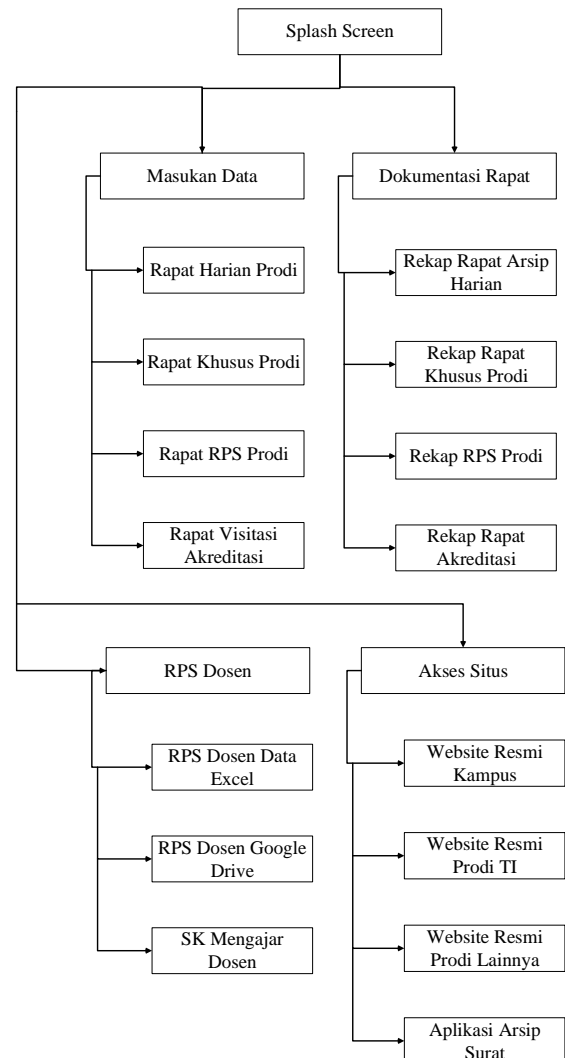 Splash Screen
Masukan Data
Dokumentasi Rapat
Rapat Harian Prodi
Rekap Rapat Arsip
Harian
Rapat Khusus Prodi
Rekap Rapat
Khusus Prodi
Rapat RPS Prodi
Rekap RPS Prodi
Rapat Visitasi
Akreditasi
Rekap Rapat
Akreditasi
RPS Dosen
Akses Situs
RPS Dosen Data
Excel
Website Resmi
Kampus
RPS Dosen Google
Drive
Website Resmi
Prodi TI
SK Mengajar
Dosen
Website Resmi
Prodi Lainnya
Aplikasi Arsip
Surat